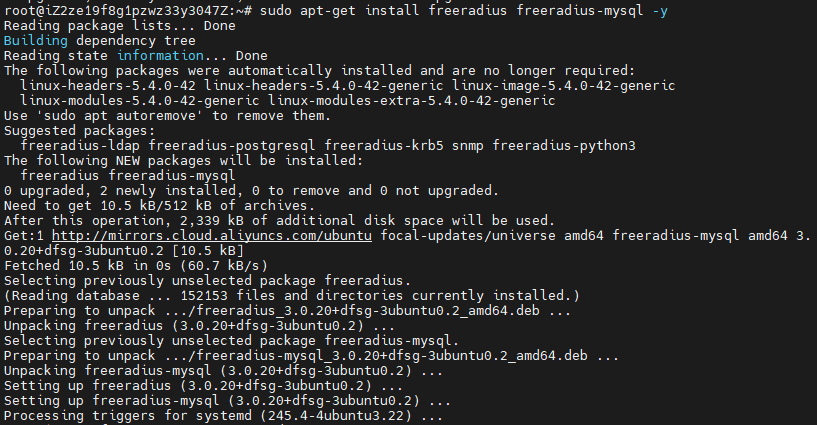 root@iZ2ze19f8g1pzwz33y3047Z:~# sudo apt-get install freeradius freeradius-mysql -y
Reading package lists... Done
Building dependency tree
Reading state information... Done
The following packages were automatically installed and are no longer required:
  linux-headers-5.4.0-42 linux-headers-5.4.0-42-generic linux-image-5.4.0-42-generic
  linux-modules-5.4.0-42-generic linux-modules-extra-5.4.0-42-generic
Use 'sudo apt autoremove' to remove them.
Suggested packages:
  freeradius-ldap freeradius-postgresql freeradius-krb5 snmp freeradius-python3
The following NEW packages will be installed:
  freeradius freeradius-mysql
0 upgraded, 2 newly installed, 0 to remove and 0 not upgraded.
Need to get 10.5 kB/512 kB of archives.
After this operation, 2,339 kB of additional disk space will be used.
Get:1 http://mirrors.cloud.aliyuncs.com/ubuntu focal-updates/universe amd64 freeradius-mysql amd64 3.
0.20+dfsg-3ubuntu0.2 [10.5 kB]
Fetched 10.5 kB in 0s (60.7 kB/s)
Selecting previously unselected package freeradius.
(Reading database ... 152153 files and directories currently installed.)
Preparing to unpack .../freeradius_3.0.20+dfsg-3ubuntu0.2_amd64.deb ...
Unpacking freeradius (3.0.20+dfsg-3ubuntu0.2) ...
Selecting previously unselected package freeradius-mysql.
Preparing to unpack .../freeradius-mysql_3.0.20+dfsg-3ubuntu0.2_amd64.deb ...
Unpacking freeradius-mysql (3.0.20+dfsg-3ubuntu0.2) ...
Setting up freeradius (3.0.20+dfsg-3ubuntu0.2) ...
Setting up freeradius-mysql (3.0.20+dfsg-3ubuntu0.2) ...
Processing triggers for systemd (245.4-4ubuntu3.22) ...